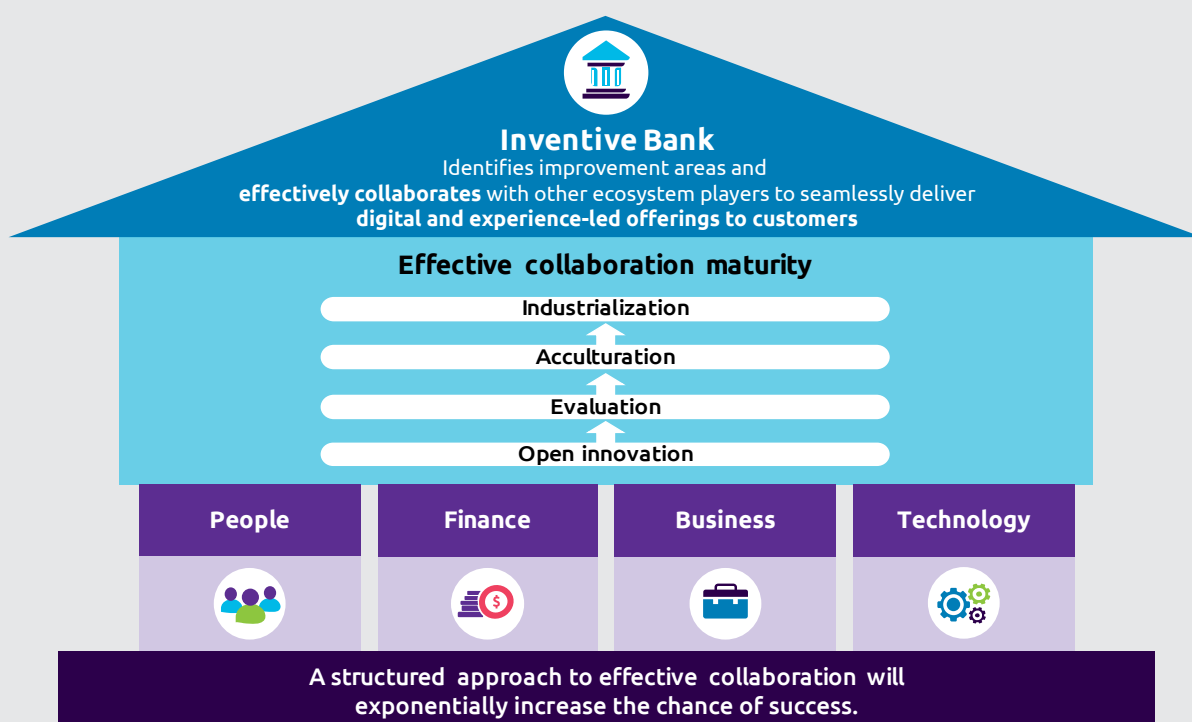 Inventive Bank
Identifies improvement areas and
effectively collaborates with other ecosystem players to seamlessly deliver
digital and experience-led offerings to customers
Effective collaboration maturity
Industrialization
Acculturation
Evaluation
Open innovation
People
Finance
Business
Technology
$
A structured approach to effective collaboration will
exponentially increase the chance of success.